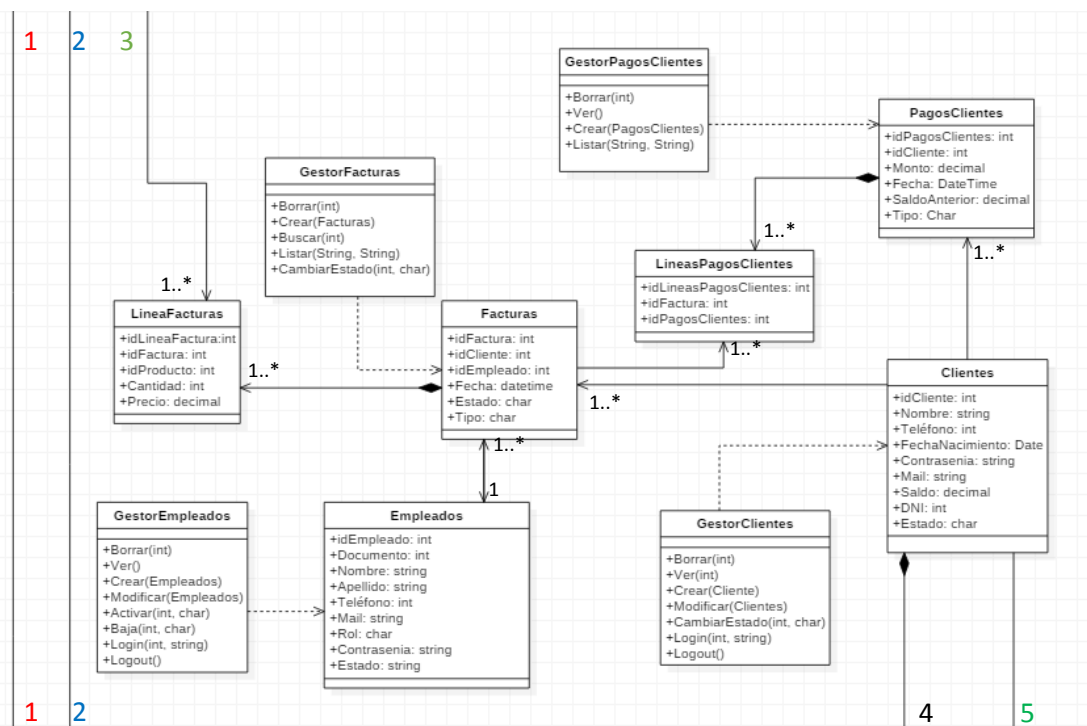 1 2 3
GestorPagosClientes
+Borrar(int)
+Ver()
+Crear(PagosClientes)
+Listar(String, String)
PagosClientes
+idPagosClientes: int
+idCliente: int
+Monto: decimal
+Fecha: DateTime
+SaldoAnterior: decimal
+Tipo: Char
GestorFacturas
+Borrar(int)
+Crear(Facturas)
+Buscar(int)
+Listar(String, String)
+CambiarEstado(int, char)
1..*
1..*
1..*
LineasPagosClientes
+idLineasPagosClientes: int
+idFactura: int
+idPagosClientes: int
LineaFacturas
+idLineaFactura:int
+idFactura: int
+idProducto: int
+Cantidad: int
+Precio: decimal
1..*
Facturas
+idFactura: int
+idCliente: int
+idEmpleado: int
+Fecha: datetime
+Estado: char
+Tipo: char
1..*
1..*
Clientes
+idCliente: int
+Nombre: string
+Teléfono: int
+FechaNacimiento: Date
+Contrasenia: string
+Mail: string
+Saldo: decimal
+DNI: int
+Estado: char
1..*
1
GestorEmpleados
+Borrar(int)
+Ver()
+Crear(Empleados)
+Modificar(Empleados)
+Activar(int, char)
+Baja(int, char)
+Login(int, string)
+Logout()
Empleados
+idEmpleado: int
+Documento: int
+Nombre: string
+Apellido: string
+Teléfono: int
+Mail: string
+Rol: char
+Contrasenia: string
+Estado: string
GestorClientes
+Borrar(int)
+Ver(int)
+Crear(Cliente)
+Modificar(Clientes)
+CambiarEstado(int, char)
+Login(int, string)
+Logout()
1 2 4 5